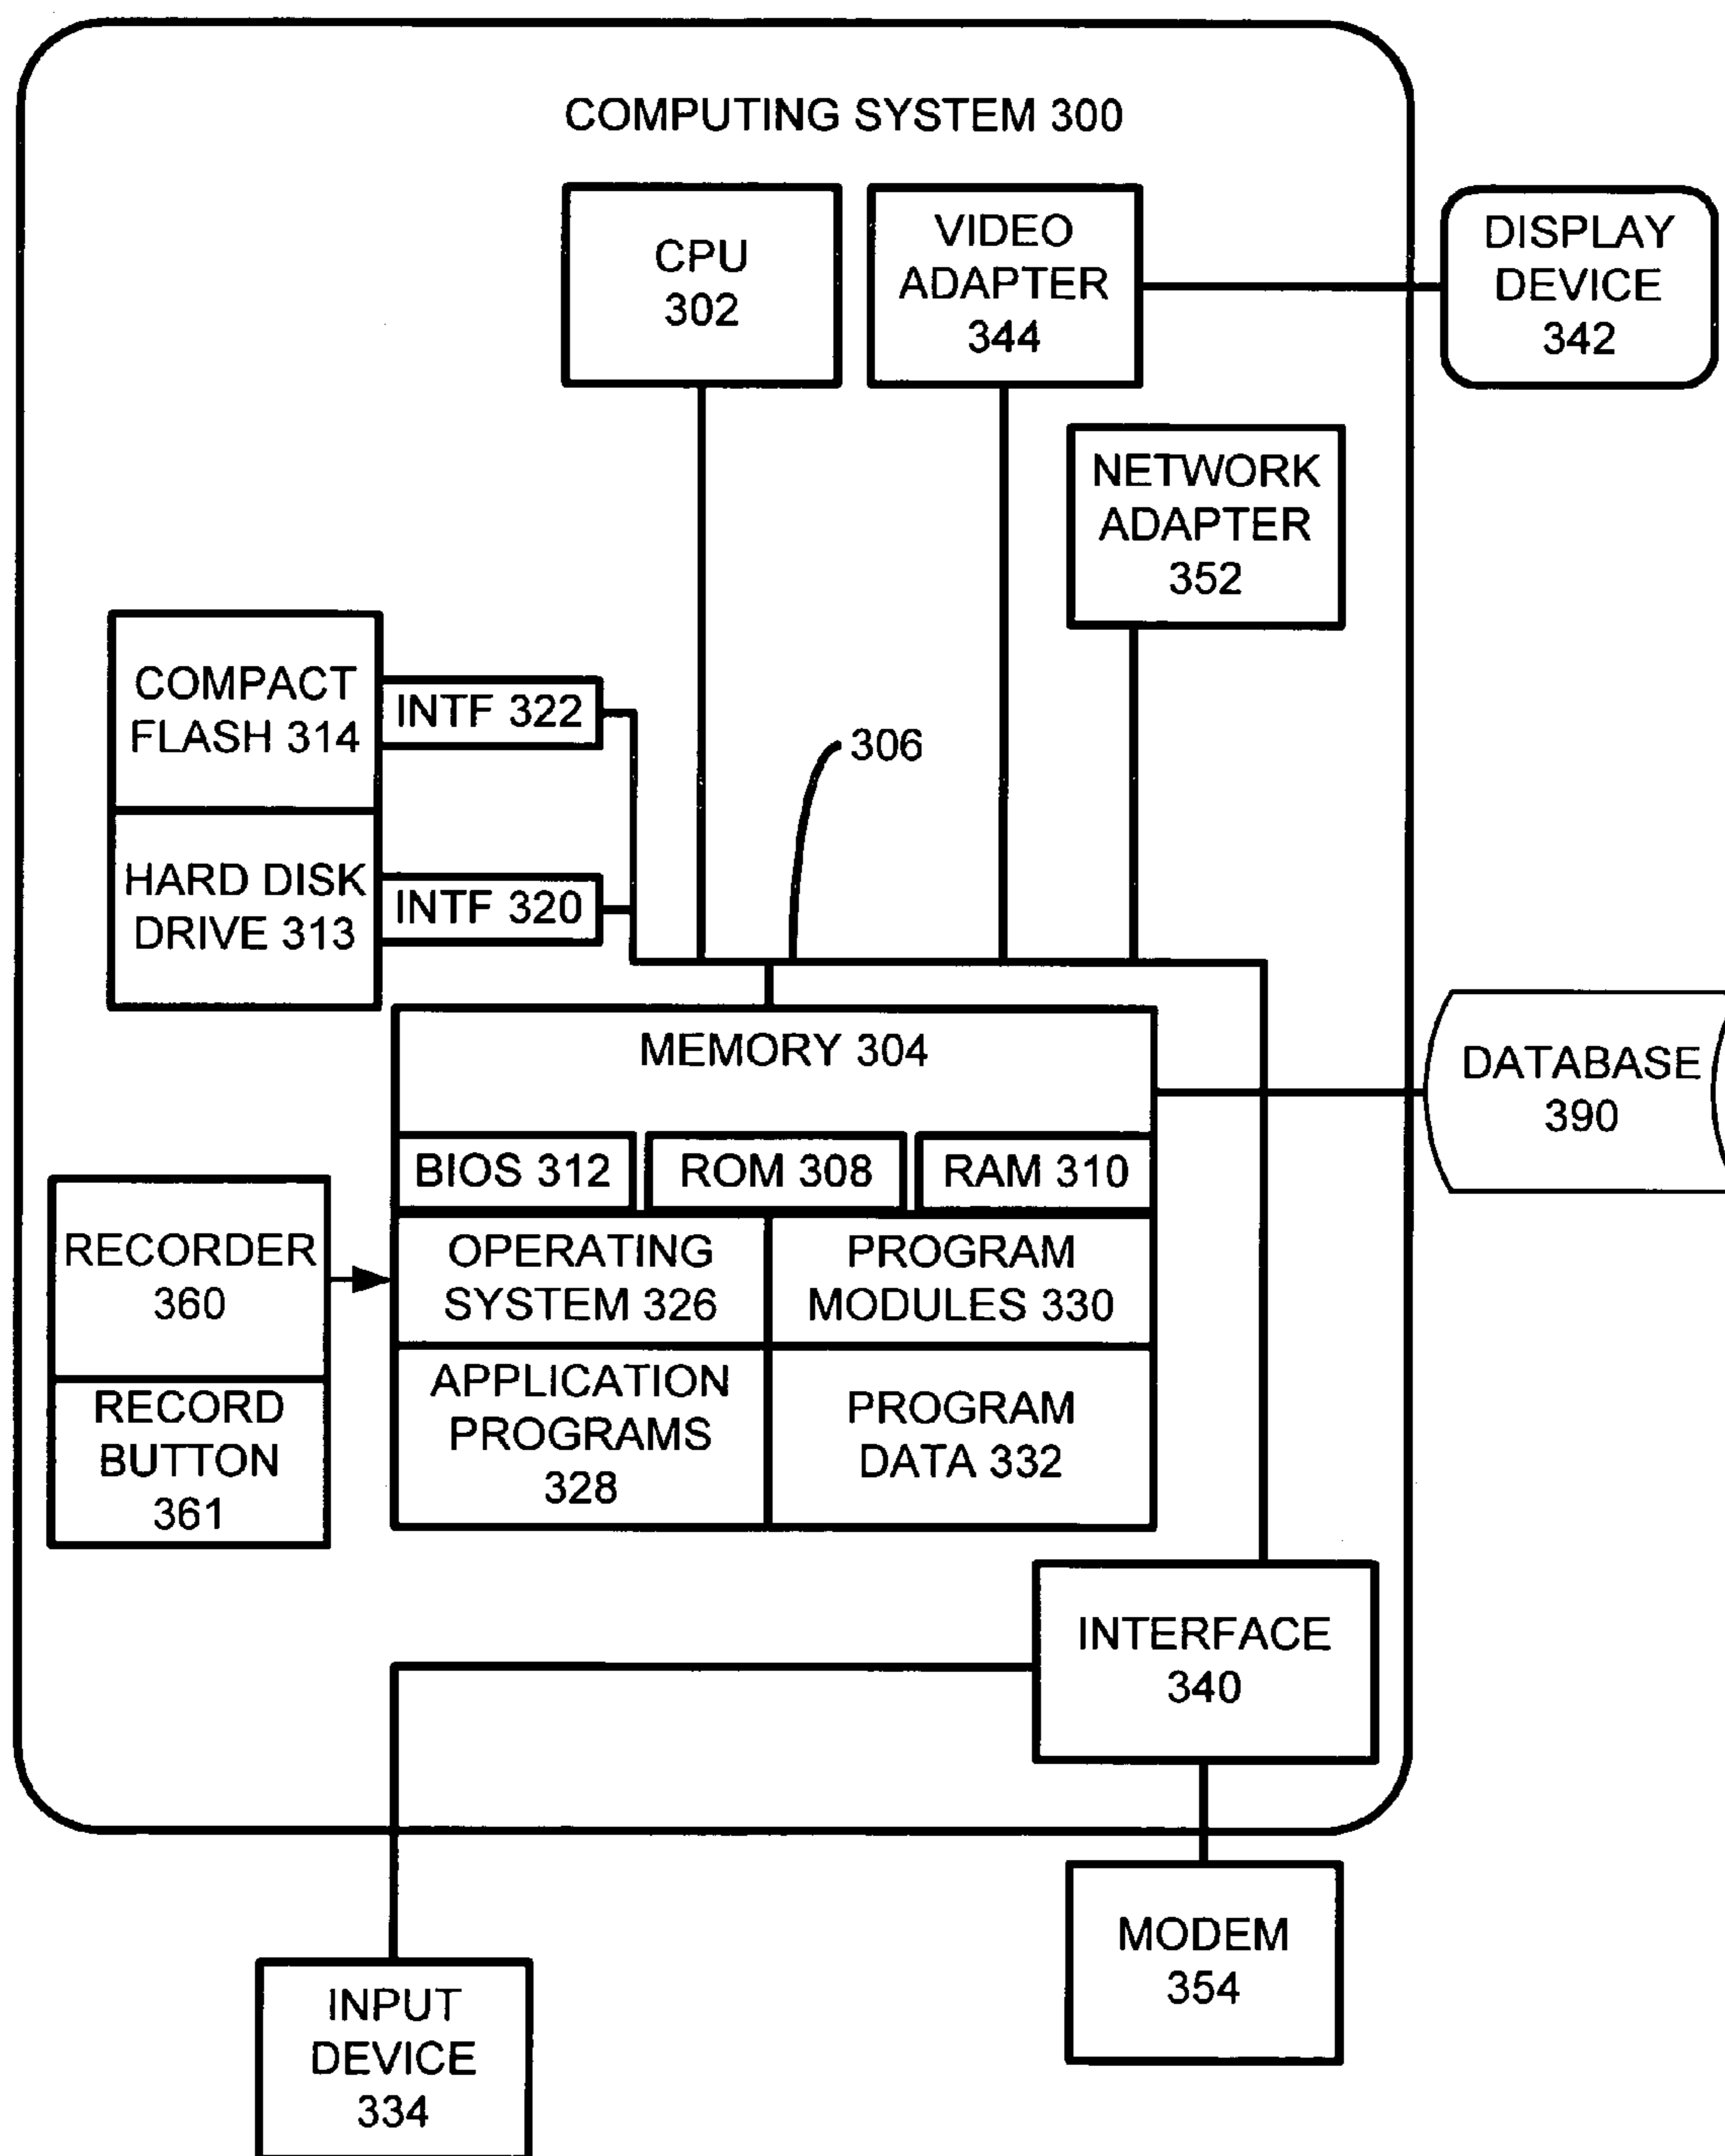 COMPUTING SYSTEM 300
CPU
302
VIDEO
ADAPTER
344
DISPLAY
DEVICE
342
NETWORK
ADAPTER
352
COMPACT
FLASH 314
INTF 322
306
HARD DISK
DRIVE 313
INTF 320
MEMORY 304
DATABASE
390
BIOS 312
ROM 308
RAM 310
RECORDER
360
OPERATING
SYSTEM 326
PROGRAM
MODULES 330
RECORD
BUTTON
361
APPLICATION
PROGRAMS
328
PROGRAM
DATA 332
INTERFACE
340
MODEM
354
INPUT
DEVICE
334